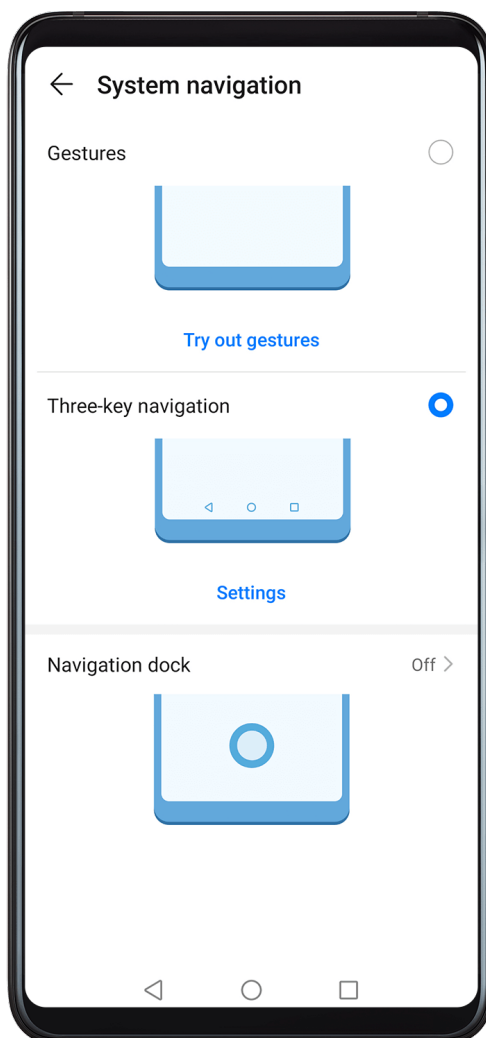 System navigation
Gestures
Try out gestures
Three-key navigation
Settings
Navigation dock Off